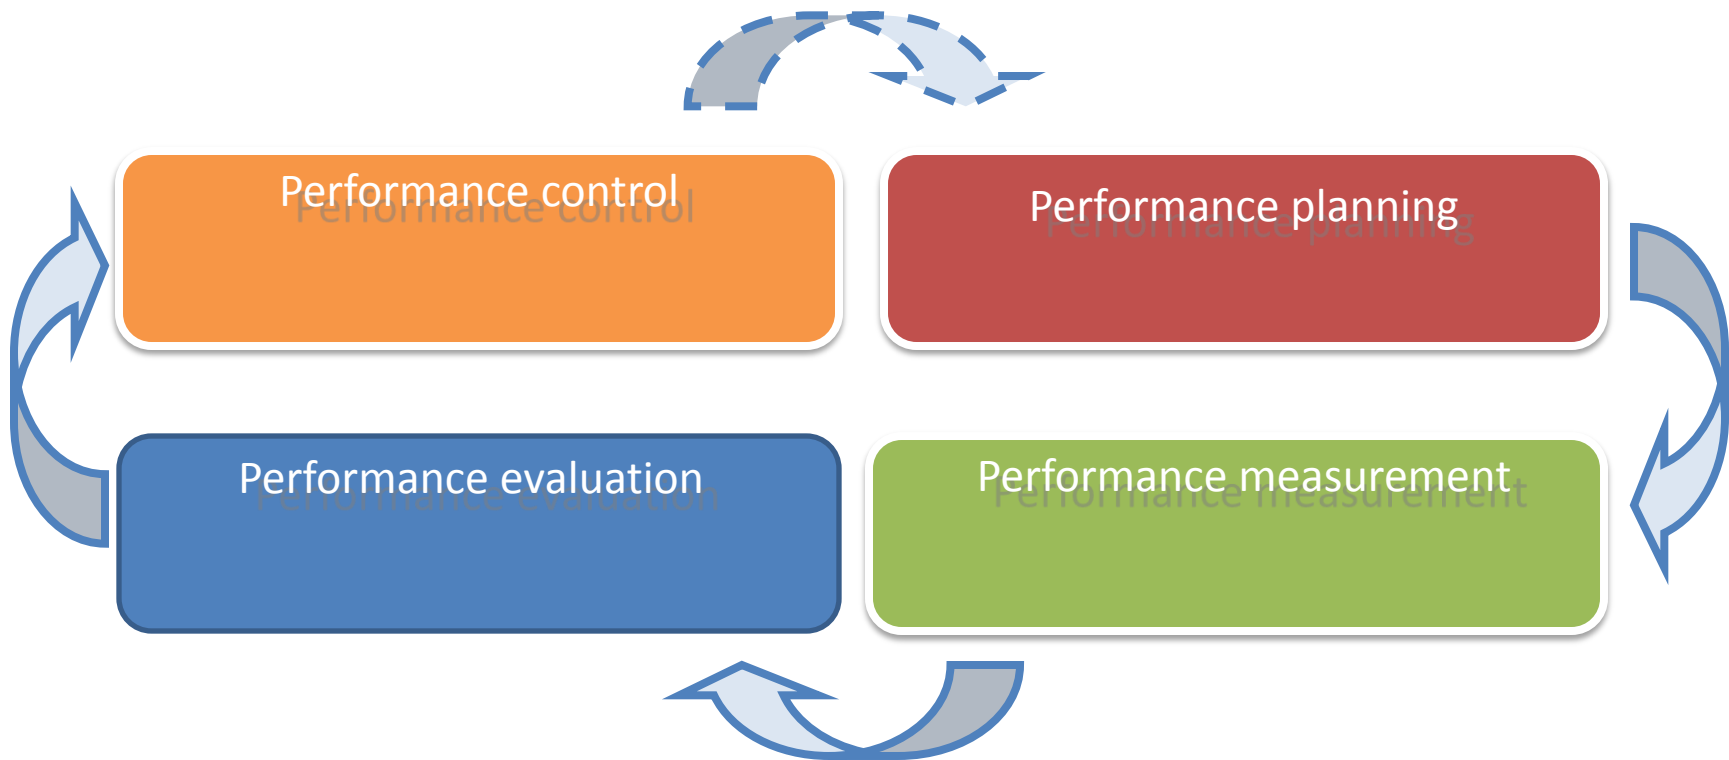 Performance control
Performance planning
Performance evaluation
Performance measurement